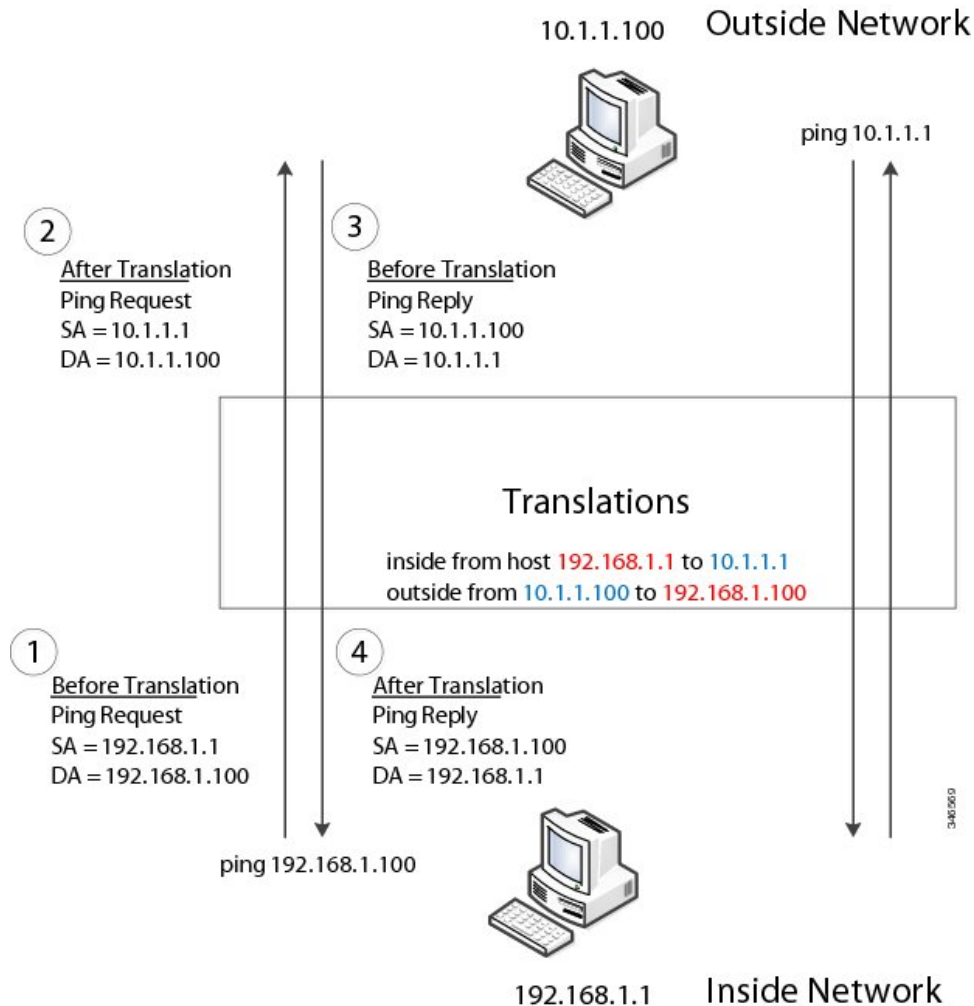 10.1.1.100
Outside Network
ping 10.1.1.1
2
After Translation
Ping Request
SA = 10.1.1.1
DA = 10.1.1.100
3
Before Translation
Ping Reply
SA = 10.1.1.100
DA = 10.1.1.1
Translations
inside from host 192.168.1.1 to 10.1.1.1
outside from 10.1.1.100 to 192.168.1.100
1
Before Translation
Ping Request
SA = 192.168.1.1
DA = 192.168.1.100
4
After Translation
Ping Reply
SA = 192.168.1.100
DA = 192.168.1.1
346569
ping 192.168.1.100
192.168.1.1
Inside Network